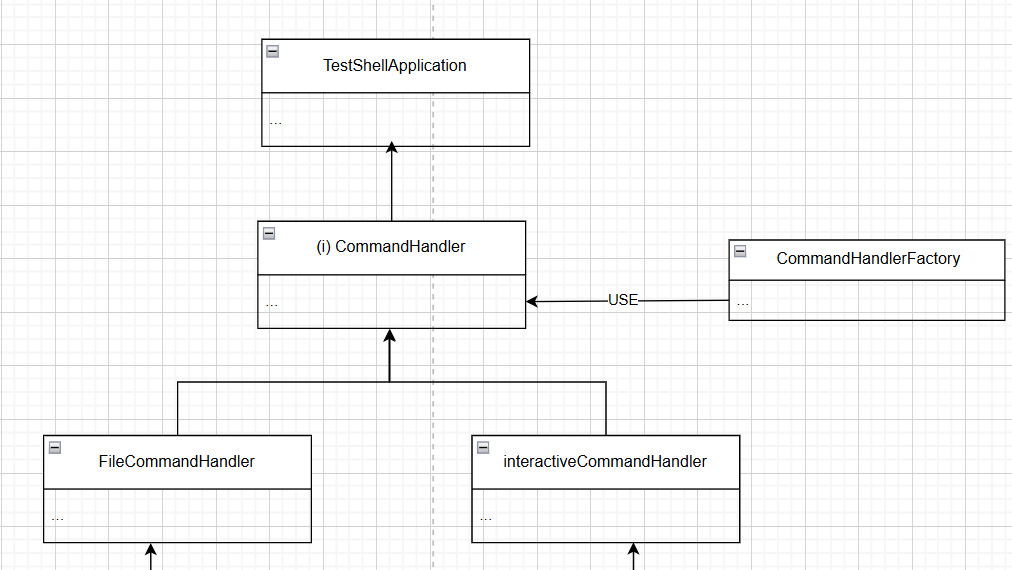 TestShellApplication
...
(i) CommandHandler
...
CommandHandlerFactory
...
USE
FileCommandHandler
...
interactiveCommandHandler
...